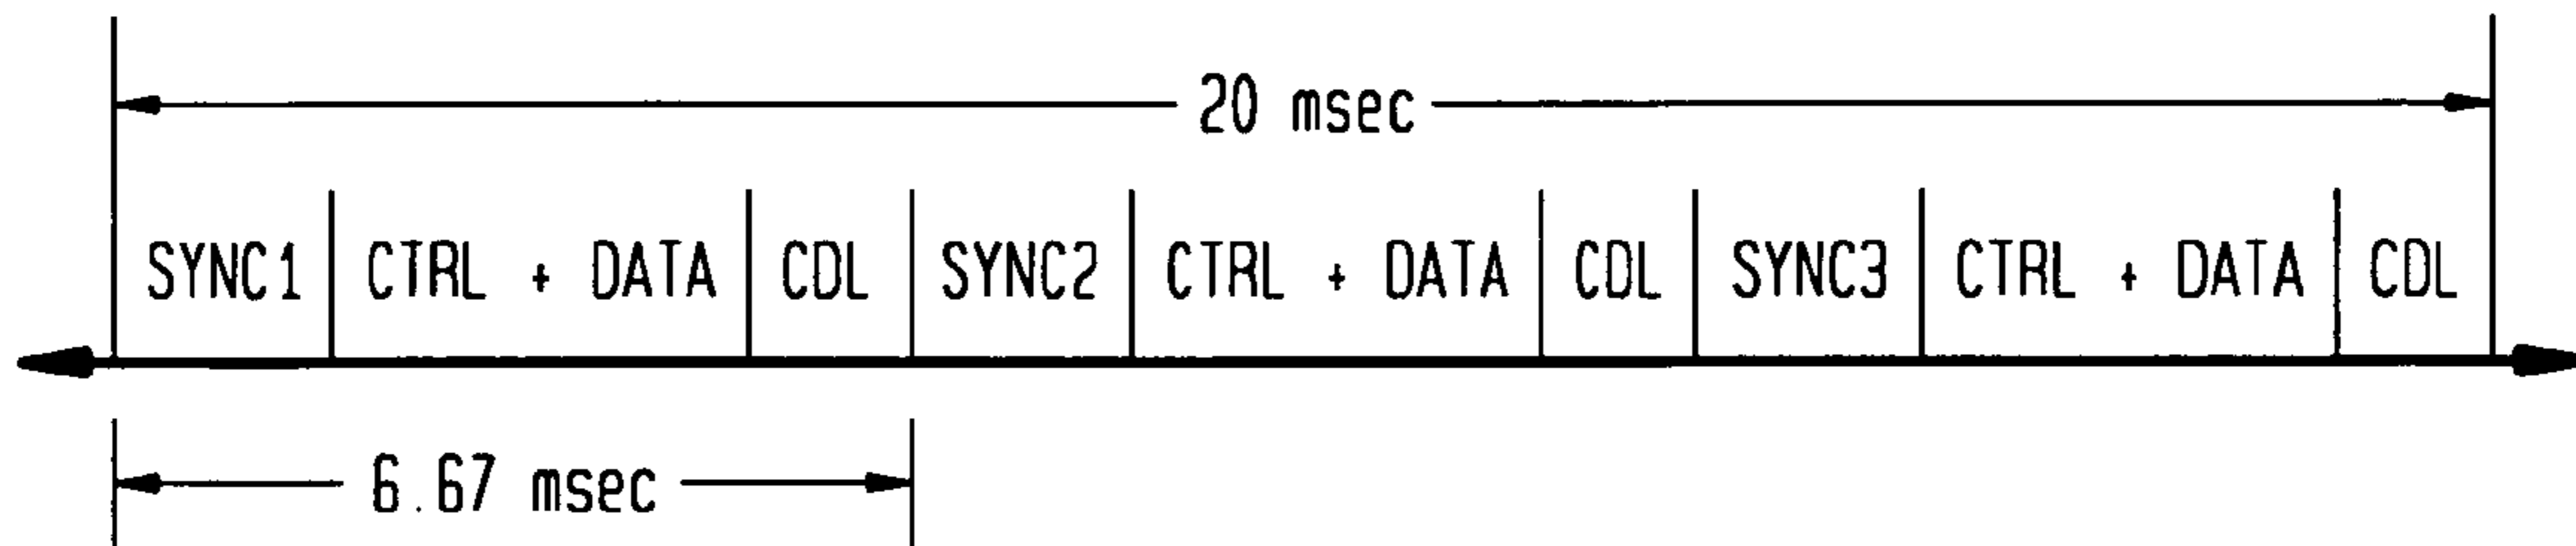 20 msec
SYNC1 CTRL + DATA CDL SYNC2 CTRL + DATA CDL SYNC3 CTRL + DATA CDL
6.67 msec